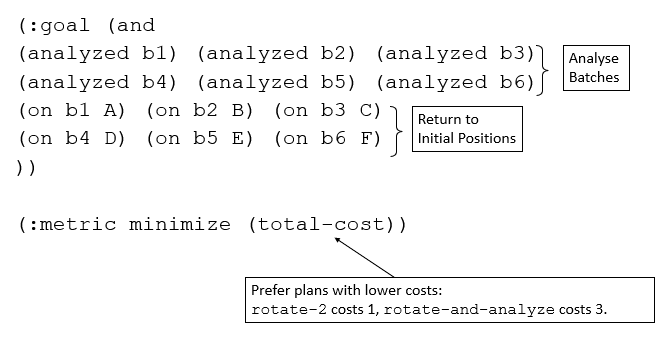 (:goal (and
(analyzed b1) (analyzed b2) (analyzed b3)
(analyzed b4) (analyzed b5) (analyzed b6)
Analyse
Batches
(on b1 A) (on b2 B) (on b3 C)
(on b4 D) (on b5 E) (on b6 F)
Return to
Initial Positions
))
(:metric minimize (total-cost))
Prefer plans with lower costs:
rotate-2 costs 1, rotate-and-analyze costs 3.